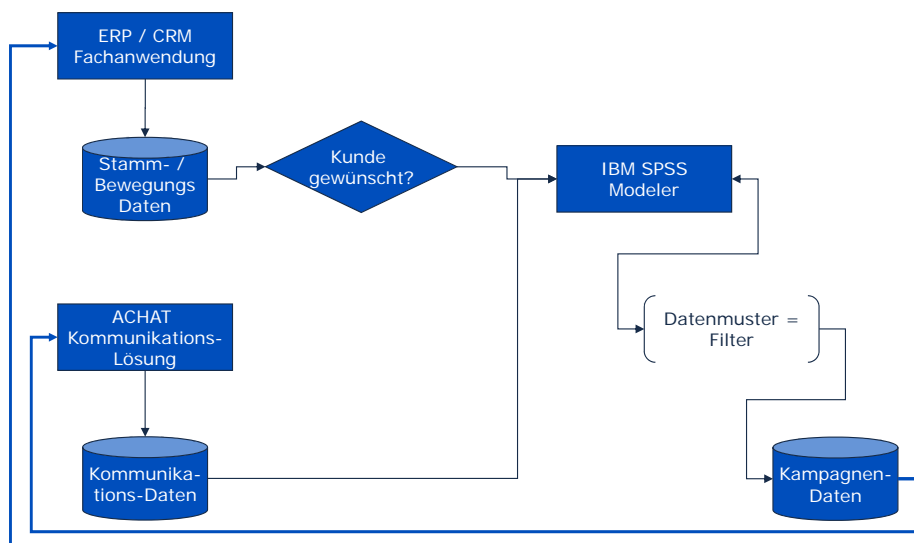 ERP / CRM
Fachanwendung
Stamm- /
Bewegungs
Daten
Kunde
gewünscht?
IBM SPSS
Modeler
ACHAT
Kommunikations-
Lösung
Datenmuster =
Filter
Kommunika-
tions-Daten
Kampagnen-
Daten